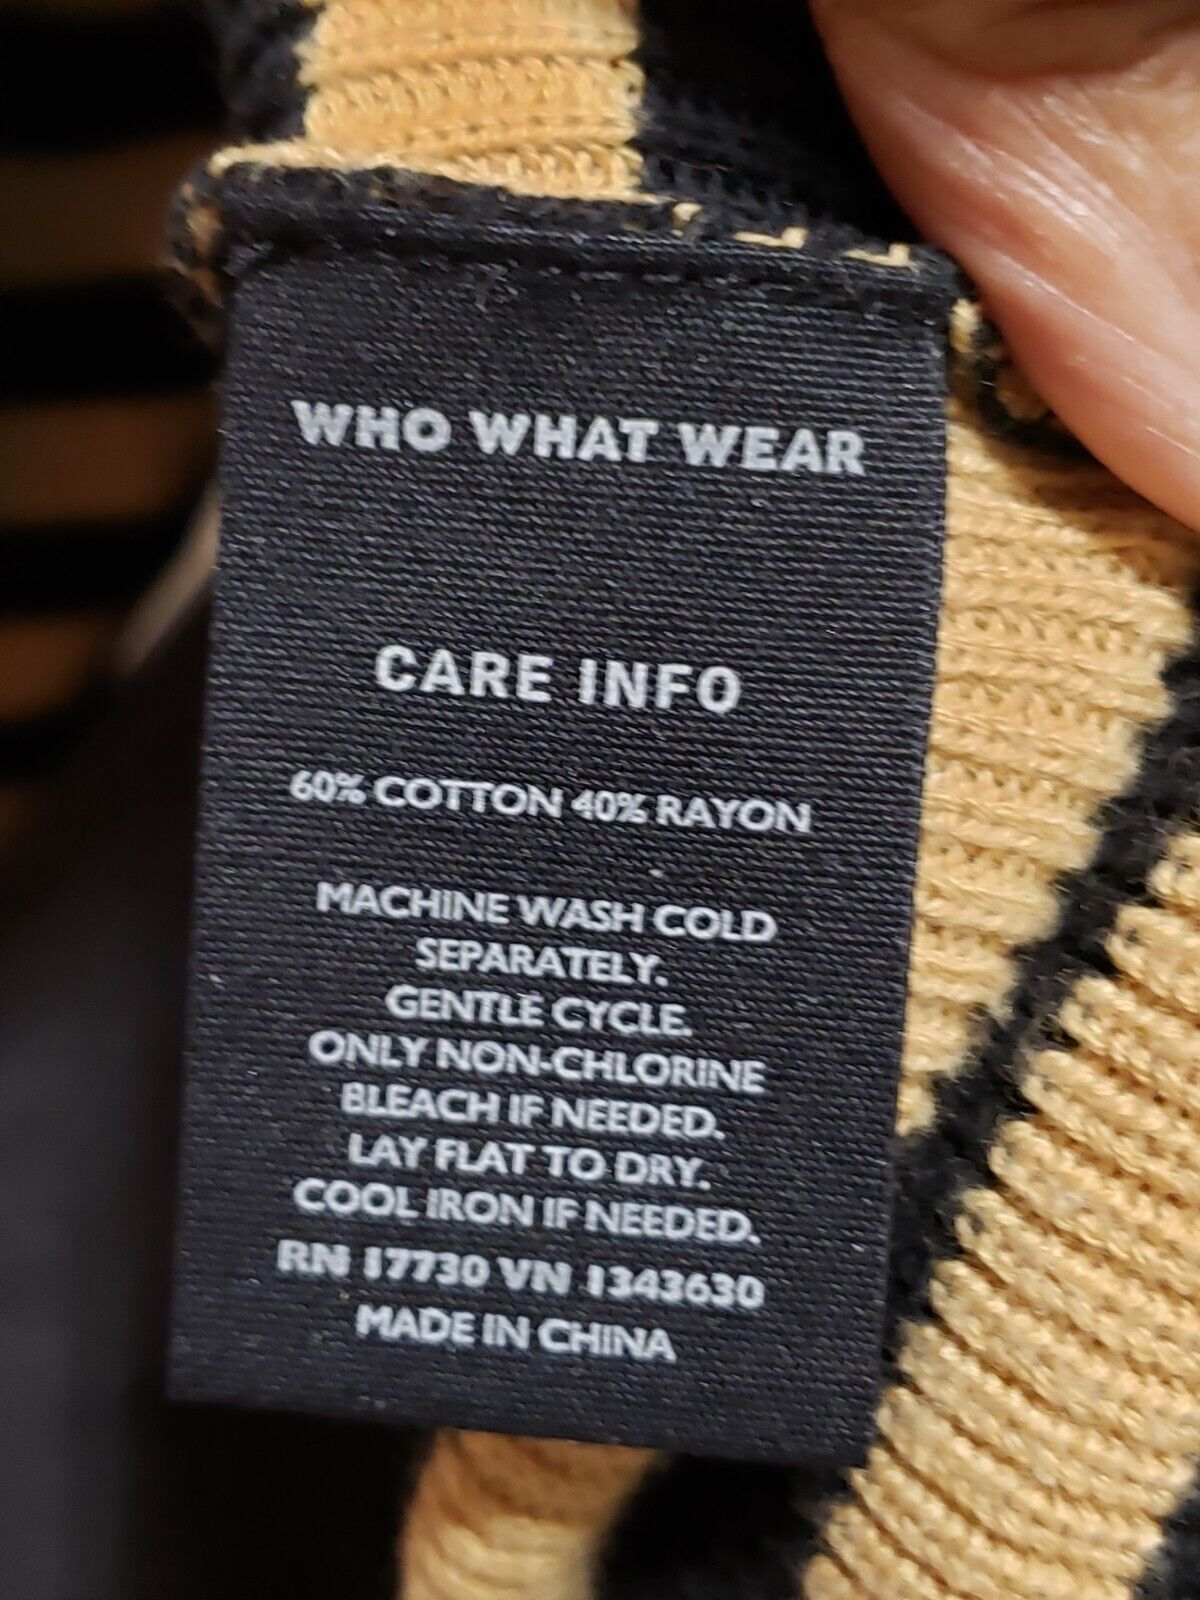 WHO WHAT WEAR
CARE INFO
60% COTTON 40% RAYON
MACHINE WASH COLD
SEPARATELY.
GENTLE CYCLE.
ONLY NON-CHLORINE
BLEACH IF NEEDED.
LAY FLAT TO DRY.
COOL IRON IF NEEDED.
RN 17730 VN 1343630
MADE IN CHINA